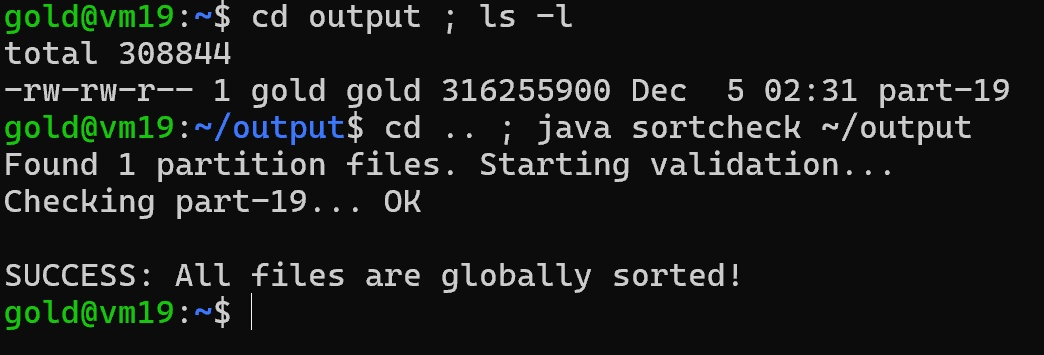 gold@vm19:~$ cd output ; ls -l
total 308844
-rw-rw-r-- 1 gold gold 316255900 Dec  5 02:31 part-19
gold@vm19:~/output$ cd .. ; java sortcheck ~/output
Found 1 partition files. Starting validation...
Checking part-19... OK

SUCCESS: All files are globally sorted!
gold@vm19:~$